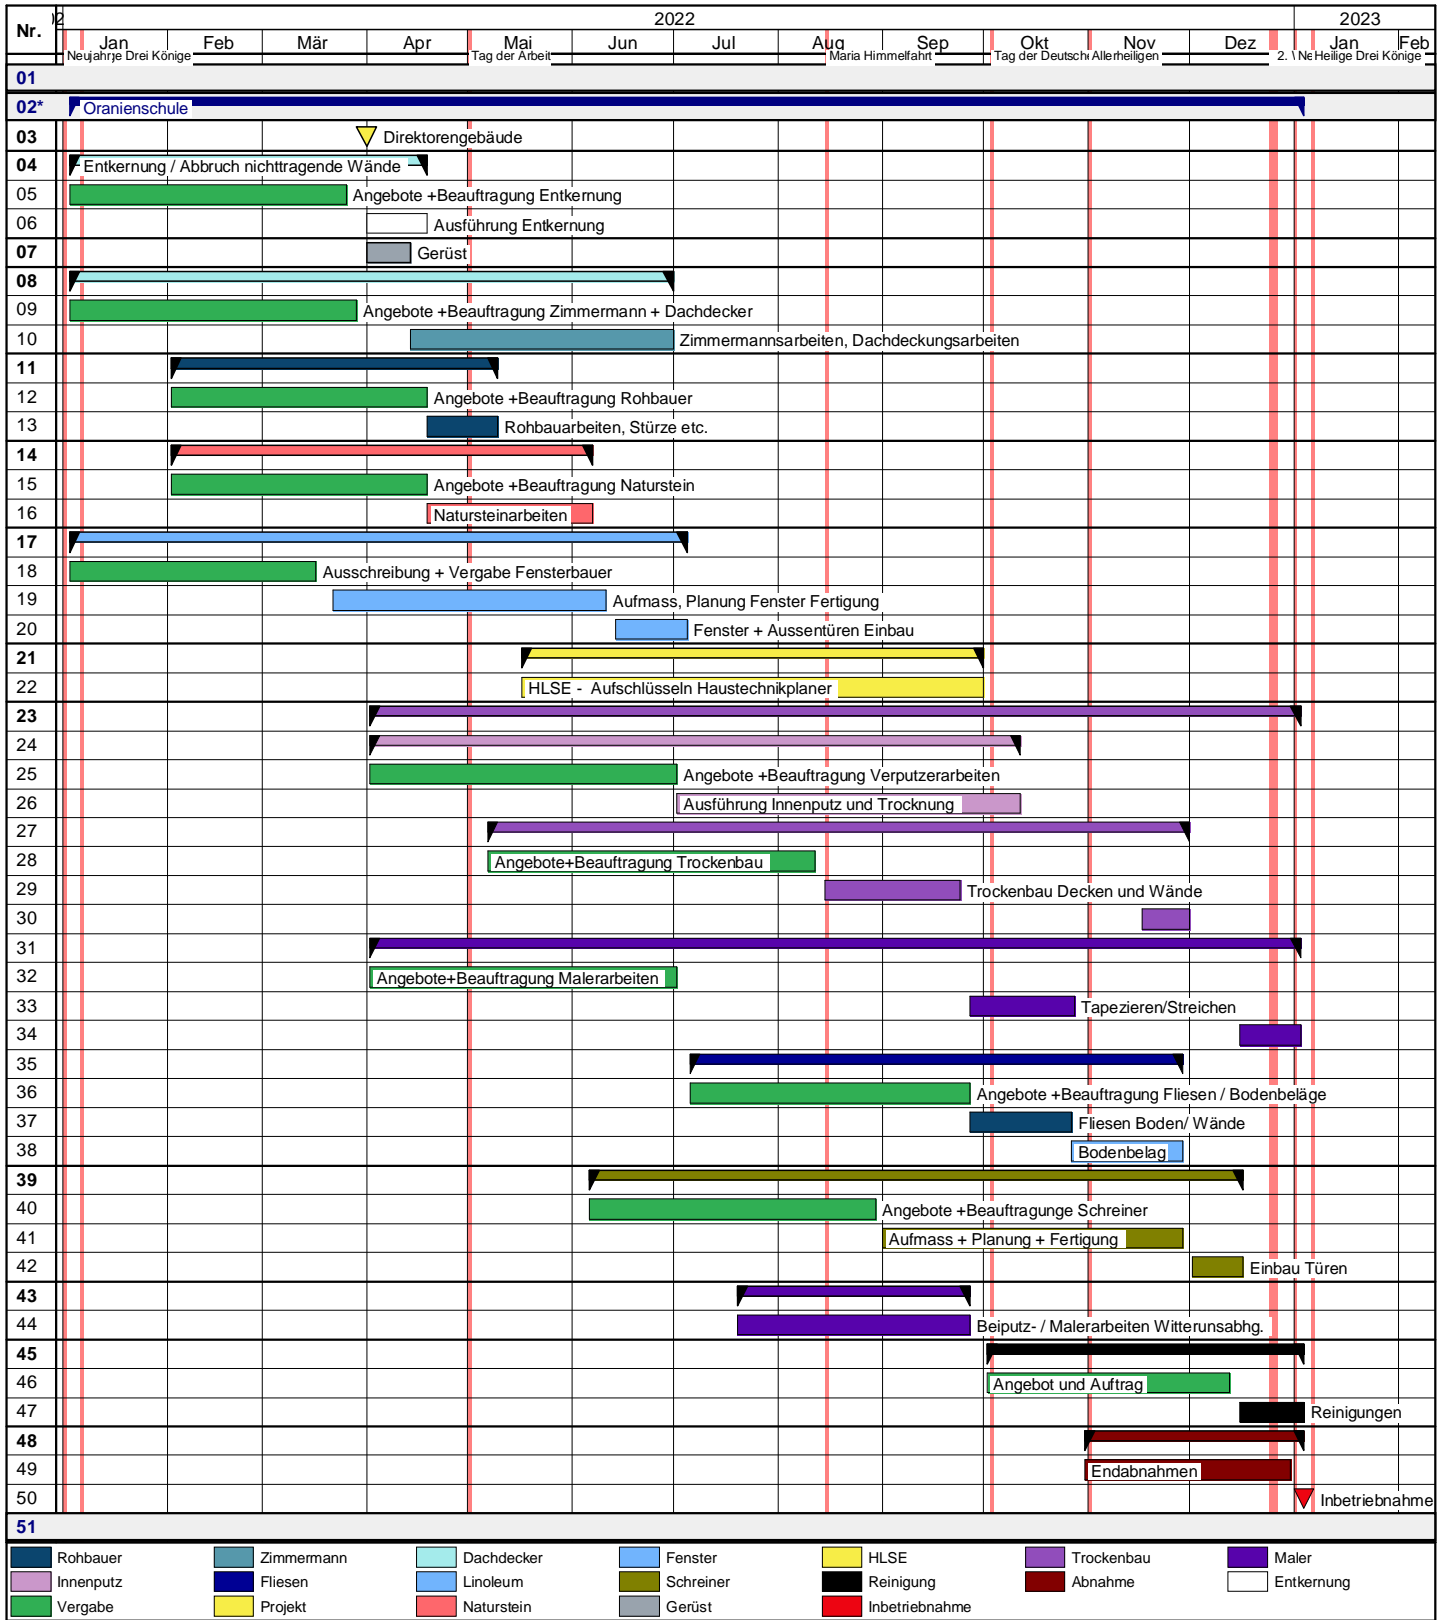 Nr.
2022
2023
Jan Feb Mär Apr Mai Jun Jul Aug Sep Okt Nov Dez Jan Feb
Drei Könige Tag der Arbeit Maria Himmelfahrt Tag der Deutsche Allerheiligen 2. Heilige Drei Könige
01
02* Oranienschule
03 Direktorengebäude
04 Entkernung / Abbruch nichttragende Wände
05 Angebote +Beauftragung Entkernung
06 Ausführung Entkernung
07 Gerüst
08
09 Angebote +Beauftragung Zimmermann + Dachdecker
10 Zimmermannsarbeiten, Dachdeckungsarbeiten
11
12 Angebote +Beauftragung Rohbauer
13 Rohbauarbeiten, Stürze etc.
14
15 Angebote +Beauftragung Naturstein
16 Natursteinarbeiten
17
18 Ausschreibung + Vergabe Fensterbauer
19 Aufmass, Planung Fenster Fertigung
20 Fenster + Aussentüren Einbau
21
22 HLSE - Aufschlüsseln Haustechnikplaner
23
24
25 Angebote +Beauftragung Verputzerarbeiten
26 Ausführung Innenputz und Trocknung
27
28 Angebote+Beauftragung Trockenbau
29 Trockenbau Decken und Wände
30
31
32 Angebote+Beauftragung Malerarbeiten
33 Tapezieren/Streichen
34
35
36 Angebote +Beauftragung Fliesen / Bodenbeläge
37 Fliesen Boden/ Wände
38 Bodenbelag
39
40 Angebote +Beauftragunge Schreiner
41 Aufmass + Planung + Fertigung
42 Einbau Türen
43
44 Beiputz- / Malerarbeiten Witterunsabhg.
45
46 Angebot und Auftrag
47 Reinigungen
48
49 Endabnahmen
50 Inbetriebnahme
51
Rohbauer Zimmermann Dachdecker Fenster HLSE Trockenbau Maler
Innenputz Fliesen Linoleum Schreiner Reinigung Abnahme Entkernung
Vergabe Projekt Naturstein Gerüst Inbetriebnahme